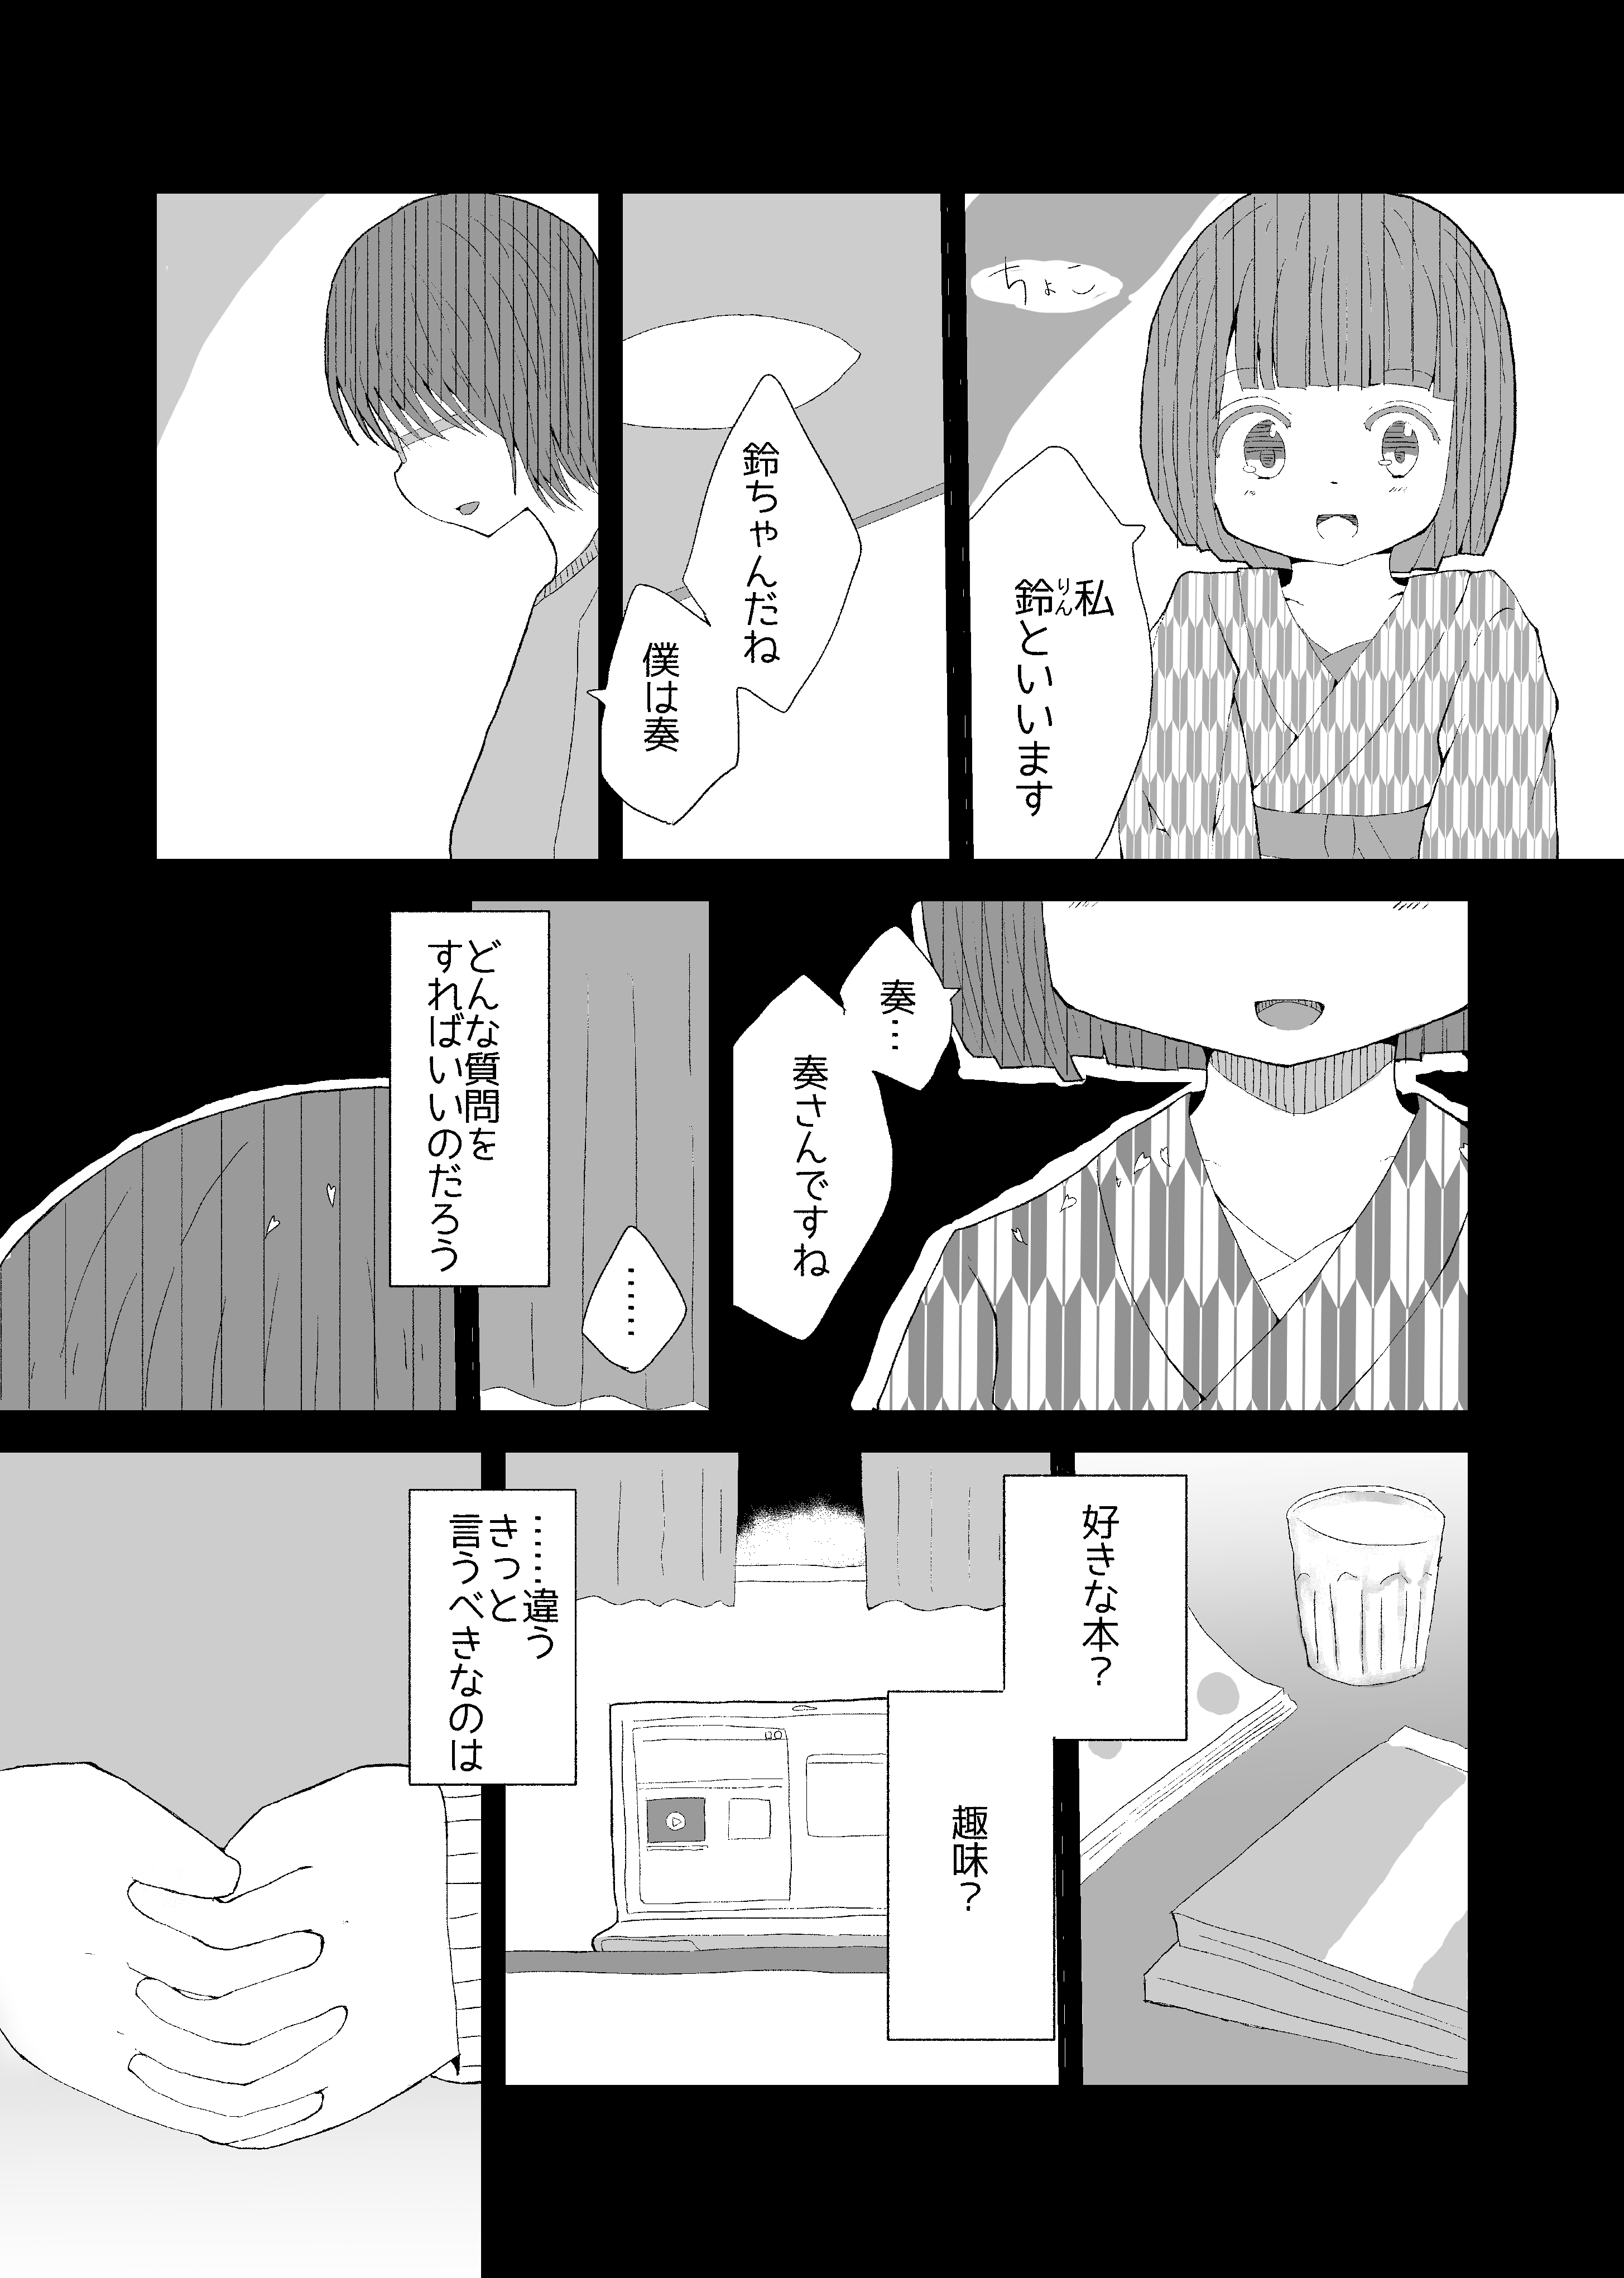 ちょこ
私
鈴といいます
りん
鈴ちゃんだね
僕は奏
奏…
奏さんですね
……
どんな質問を
すればいいのだろう
好きな本？
趣味？
……違う
きっと
言うべきなのは